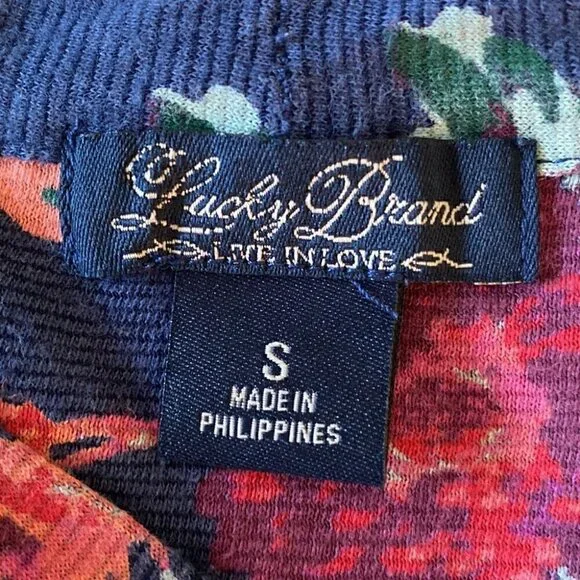 Lucky Brand
LIVE IN LOVE
S
MADE IN
PHILIPPINES